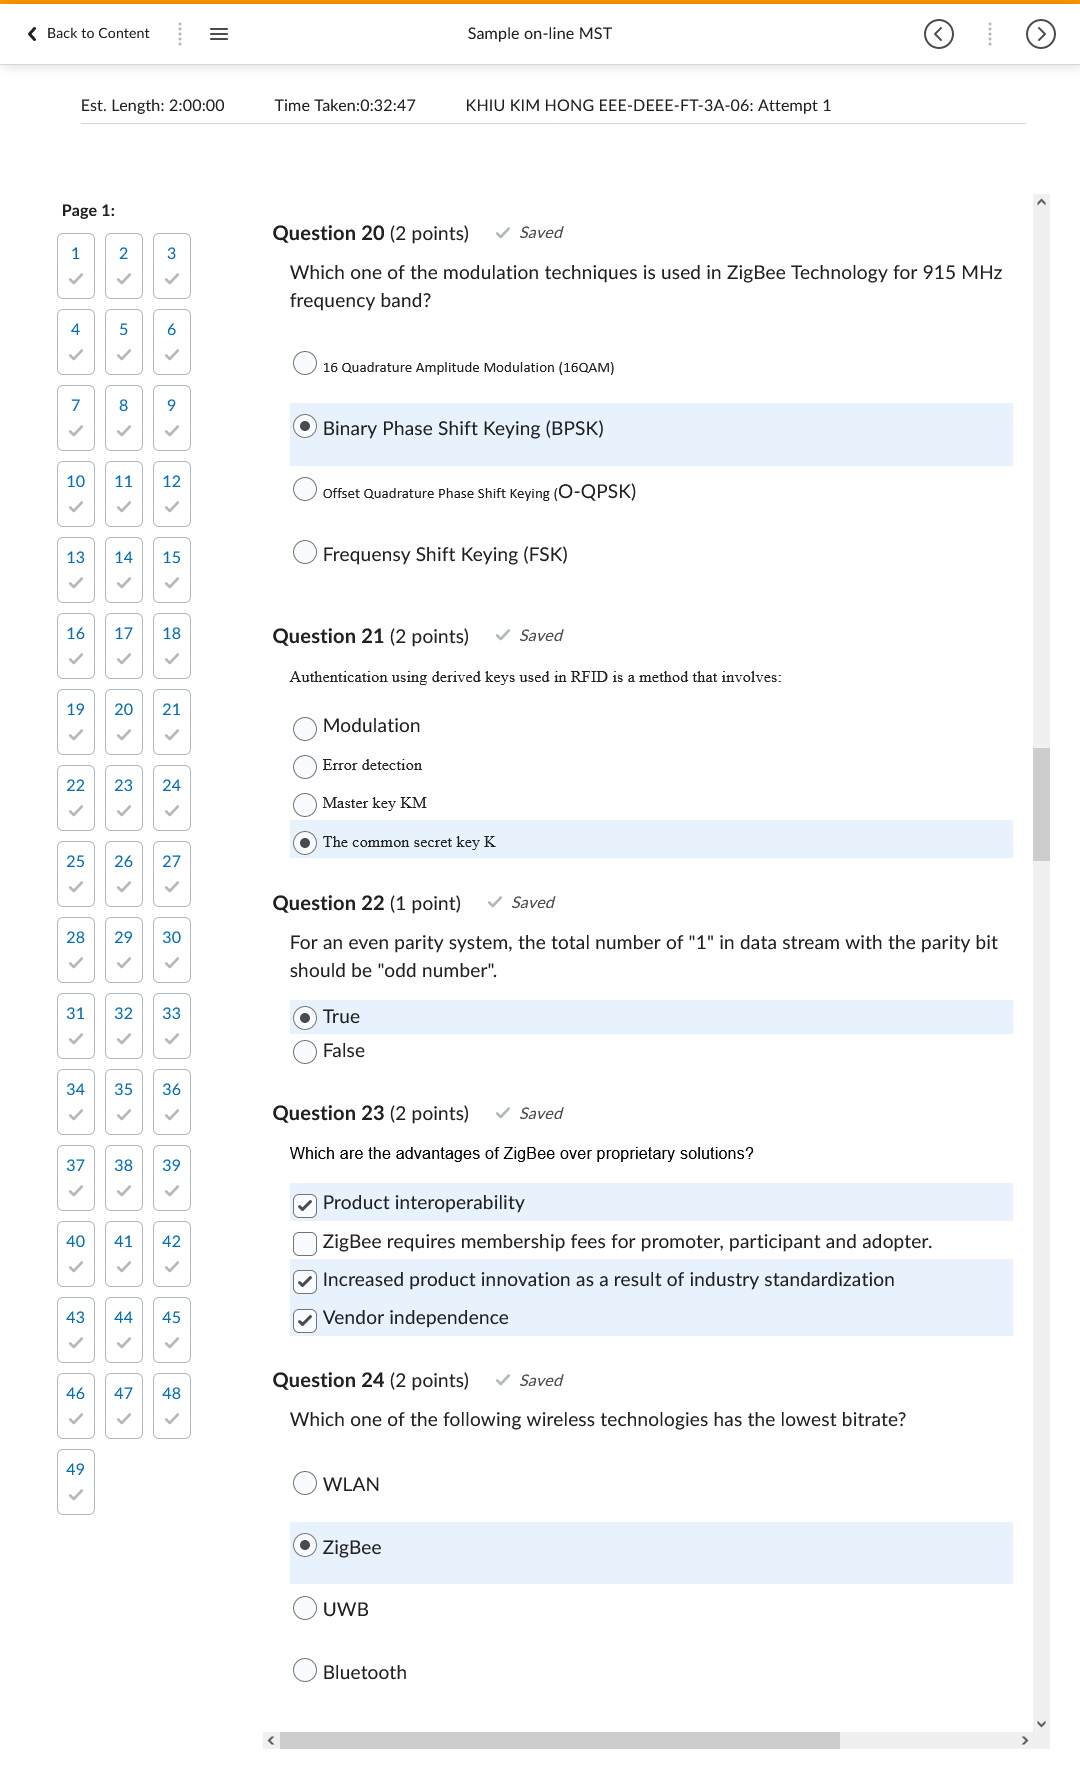 Back to Content
Sample on-line MST
Est. Length: 2:00:00 Time Taken:0:32:47 KHIU KIM HONG EEE-DEEE-FT-3A-06: Attempt 1
Page 1:
1 2 3
4 5 6
7 8 9
10 11 12
13 14 15
16 17 18
19 20 21
22 23 24
25 26 27
28 29 30
31 32 33
34 35 36
37 38 39
40 41 42
43 44 45
46 47 48
49
Question 20 (2 points) Saved
Which one of the modulation techniques is used in ZigBee Technology for 915 MHz
frequency band?
16 Quadrature Amplitude Modulation (16QAM)
Binary Phase Shift Keying (BPSK)
Offset Quadrature Phase Shift Keying (O-QPSK)
Frequensy Shift Keying (FSK)
Question 21 (2 points) Saved
Authentication using derived keys used in RFID is a method that involves:
Modulation
Error detection
Master key KM
The common secret key K
Question 22 (1 point) Saved
For an even parity system, the total number of "1" in data stream with the parity bit
should be "odd number".
True
False
Question 23 (2 points) Saved
Which are the advantages of ZigBee over proprietary solutions?
Product interoperability
ZigBee requires membership fees for promoter, participant and adopter.
Increased product innovation as a result of industry standardization
Vendor independence
Question 24 (2 points) Saved
Which one of the following wireless technologies has the lowest bitrate?
WLAN
ZigBee
UWB
Bluetooth